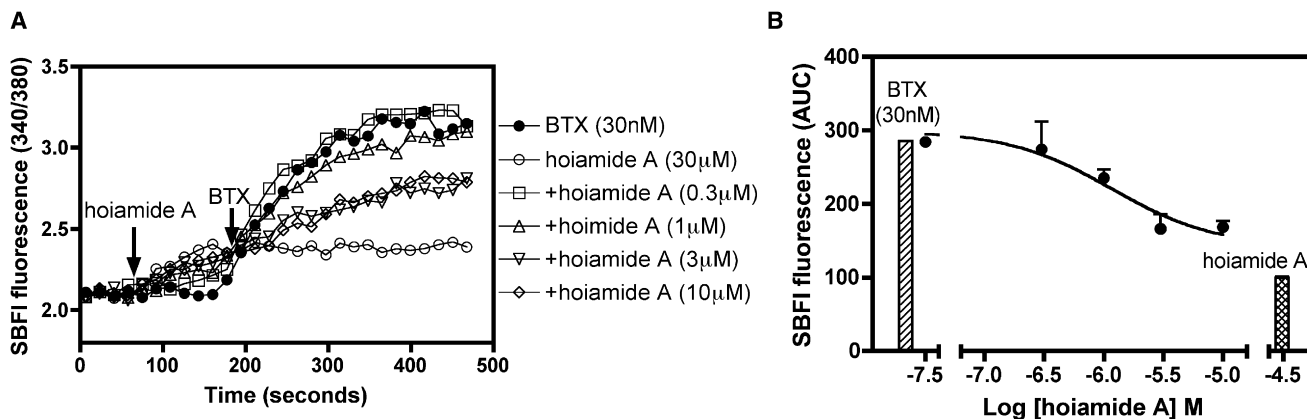 A
SBFI fluorescence (340/380)
3.5
3.0
2.5
2.0
hoiamide A
BTX
0
100
200
300
400
500
Time (seconds)
BTX (30nM)
hoiamide A (30μM)
+hoiamide A (0.3μM)
+hoimide A (1μM)
+hoiamide A (3μM)
+hoiamide A (10μM)
B
SBFI fluorescence (AUC)
400
300
200
100
0
BTX
(30nM)
hoiamide A
-7.5
-7.0
-6.5
-6.0
-5.5
-5.0
-4.5
Log [hoiamide A] M